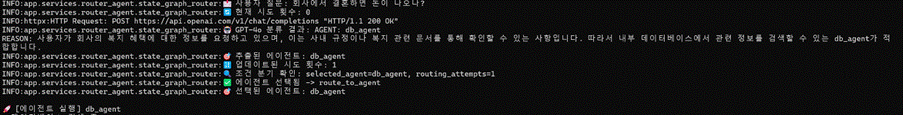 INFO:app.services.router_agent.state_graph_router:📩 사용자 질문: 회사에서 결혼하면 돈이 나오나?
INFO:app.services.router_agent.state_graph_router:🔄 현재 시도 횟수: 0
INFO:httpx:HTTP Request: POST https://api.openai.com/v1/chat/completions "HTTP/1.1 200 OK"
INFO:app.services.router_agent.state_graph_router:🤖 GPT-4o 분류 결과: AGENT: db_agent
REASON: 사용자가 회사의 복지 혜택에 대한 정보를 요청하고 있으며, 이는 사내 규정이나 복지 관련 문서를 통해 확인할 수 있는 사항입니다. 따라서 내부 데이터베이스에서 관련 정보를 검색할 수 있는 db_agent가 적
합합니다.
INFO:app.services.router_agent.state_graph_router:🎯 추출된 에이전트: db_agent
INFO:app.services.router_agent.state_graph_router:🔢 업데이트된 시도 횟수: 1
INFO:app.services.router_agent.state_graph_router:🔍 조건 분기 확인: selected_agent=db_agent, routing_attempts=1
INFO:app.services.router_agent.state_graph_router:✅ 에이전트 선택됨 -> route_to_agent
INFO:app.services.router_agent.state_graph_router:🎯 선택된 에이전트: db_agent
🚀 [에이전트 실행] db_agent